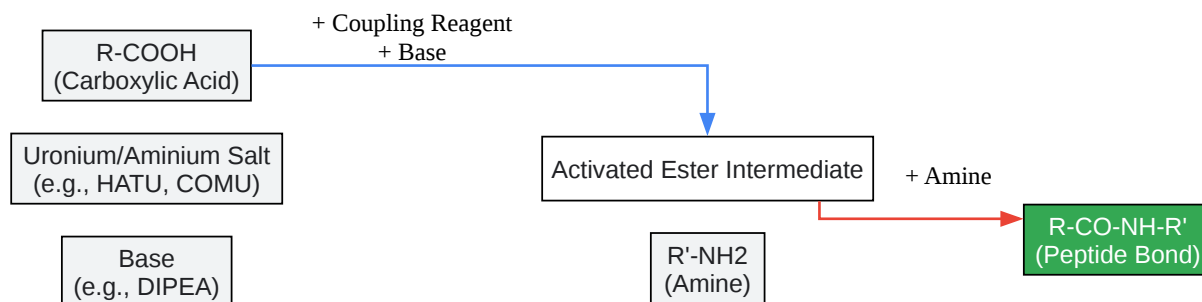 + Coupling Reagent
+ Base
R-COOH
(Carboxylic Acid)
Uronium/Aminium Salt
(e.g., HATU, COMU)
Activated Ester Intermediate
+ Amine
R-CO-NH-R'
(Peptide Bond)
Base
(e.g., DIPEA)
R'-NH2
(Amine)